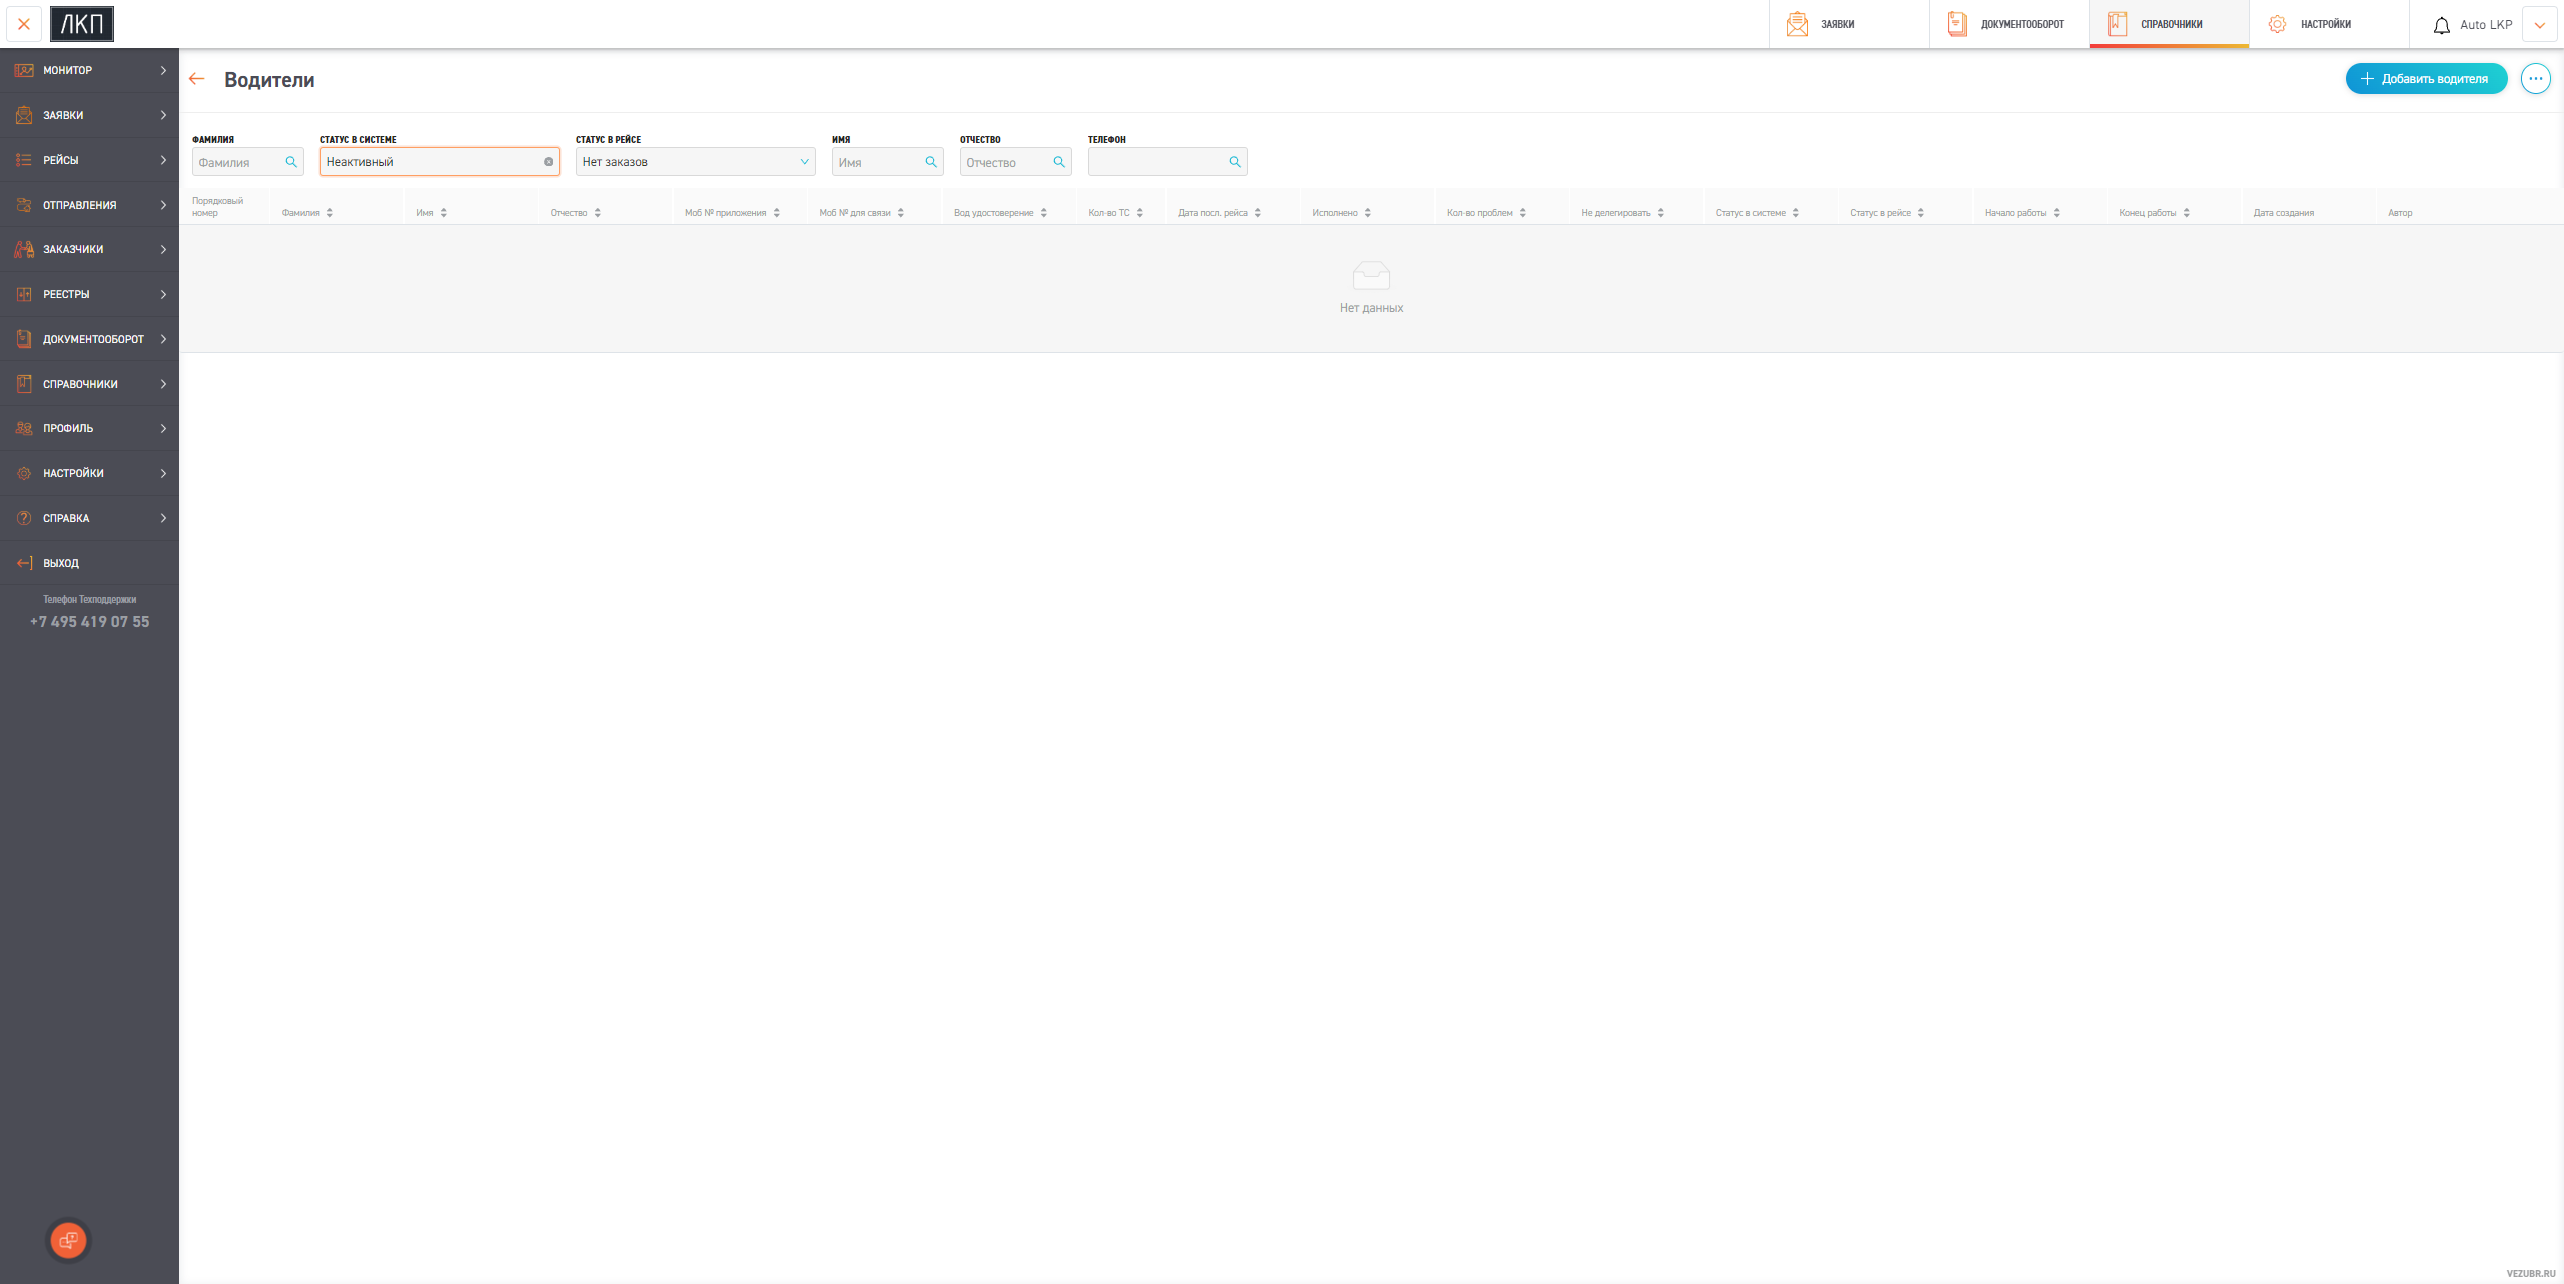 ЛКП
ЗАЯВКИ
ДОКУМЕНТООБОРОТ
СПРАВОЧНИКИ
НАСТРОЙКИ
Auto LKP
МОНИТОР
ЗАЯВКИ
РЕЙСЫ
ОТПРАВЛЕНИЯ
ЗАКАЗЧИКИ
РЕЕСТРЫ
ДОКУМЕНТООБОРОТ
СПРАВОЧНИКИ
ПРОФИЛЬ
НАСТРОЙКИ
СПРАВКА
ВЫХОД
Телефон Техподдержки
+7 495 419 07 55
Водители
Добавить водителя
ФАМИЛИЯ
СТАТУС В СИСТЕМЕ
СТАТУС В РЕЙСЕ
ИМЯ
ОТЧЕСТВО
ТЕЛЕФОН
Фамилия
Неактивный
Нет заказов
Имя
Отчество
Порядковый
номер
Фамилия
Имя
Отчество
Моб № приложения
Моб № для связи
Вод удостоверение
Кол-во ТС
Дата посл. рейса
Исполнено
Кол-во проблем
Не делегировать
Статус в системе
Статус в рейсе
Начало работы
Конец работы
Дата создания
Автор
Нет данных
VEZUBR.RU